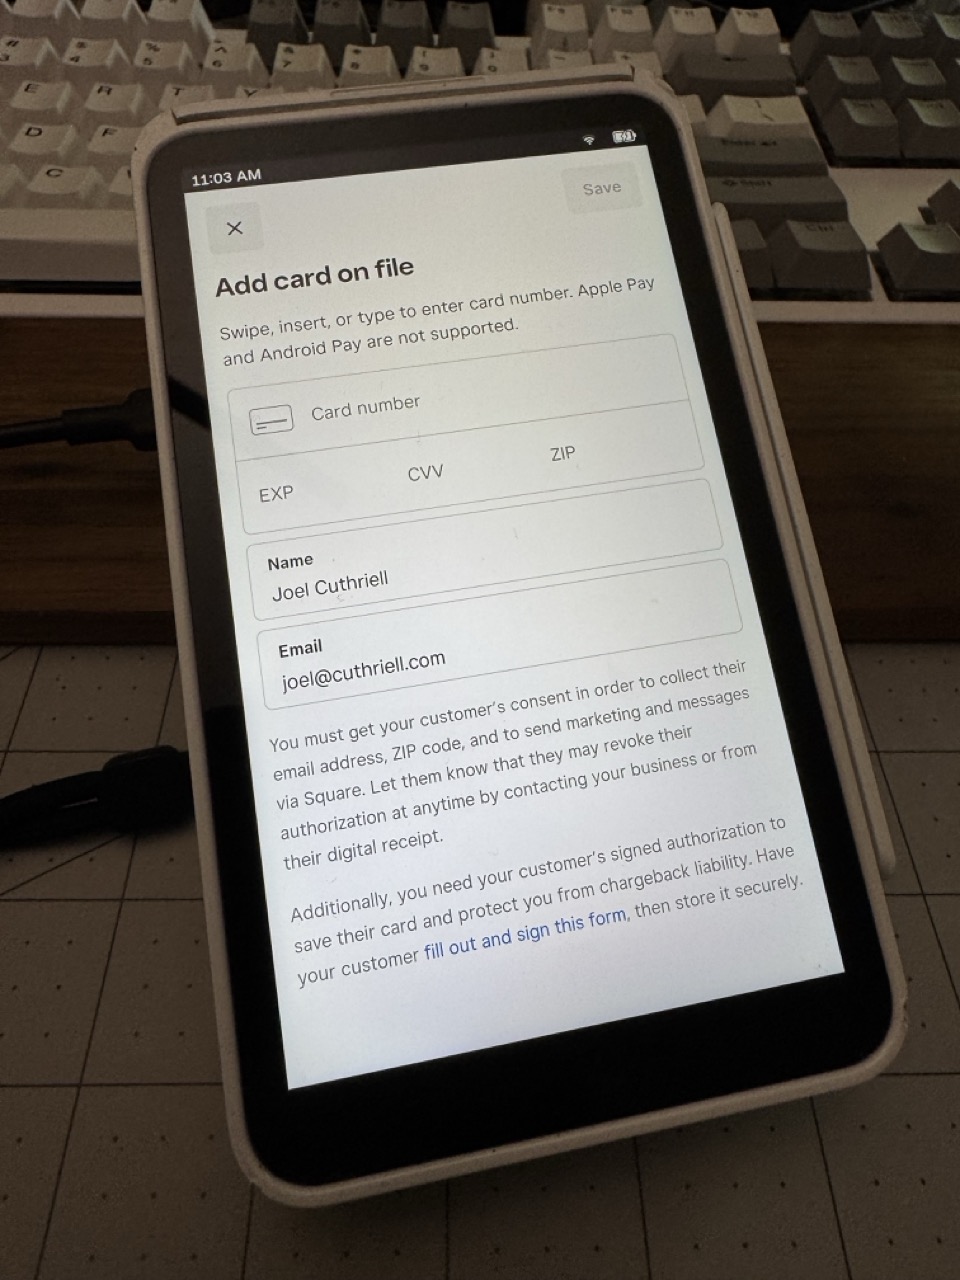 11:03 AM
Save
Add card on file
Swipe, insert, or type to enter card number. Apple Pay
and Android Pay are not supported.
Card number
EXP
CVV
ZIP
Name
Joel Cuthriell
Email
joel@cuthriell.com
You must get your customer's consent in order to collect their
email address, ZIP code, and to send marketing and messages
via Square. Let them know that they may revoke their
authorization at anytime by contacting your business or from
their digital receipt.
Additionally, you need your customer's signed authorization to
save their card and protect you from chargeback liability. Have
your customer fill out and sign this form, then store it securely.
E
R
T
Y
D
F
C